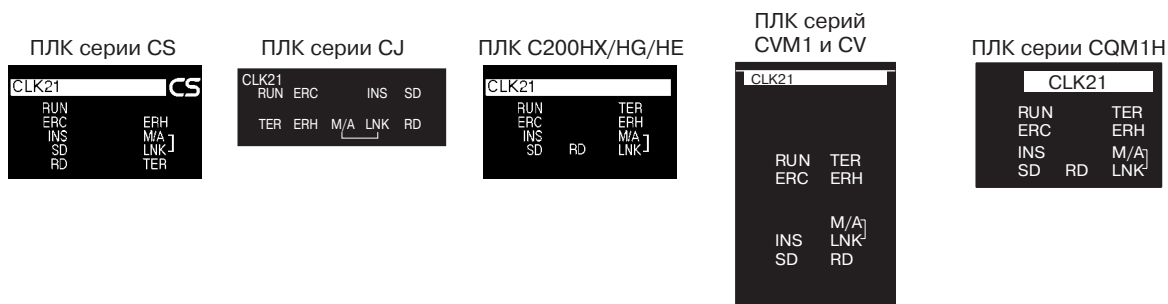 ПЛК серии CS
CLK21 CS
RUN
ERC ERH
INS M/A
SD LNK
RD TER
ПЛК серии CJ
CLK21
RUN ERC INS SD
TER ERH M/A LNK RD
ПЛК C200HX/HG/HE
CLK21
RUN TER
ERC ERH
INS M/A
SD RD LNK
ПЛК серий
CVM1 и CV
CLK21
RUN TER
ERC ERH
M/A
INS LNK
SD RD
ПЛК серии CQM1H
CLK21
RUN TER
ERC ERH
INS M/A
SD RD LNK